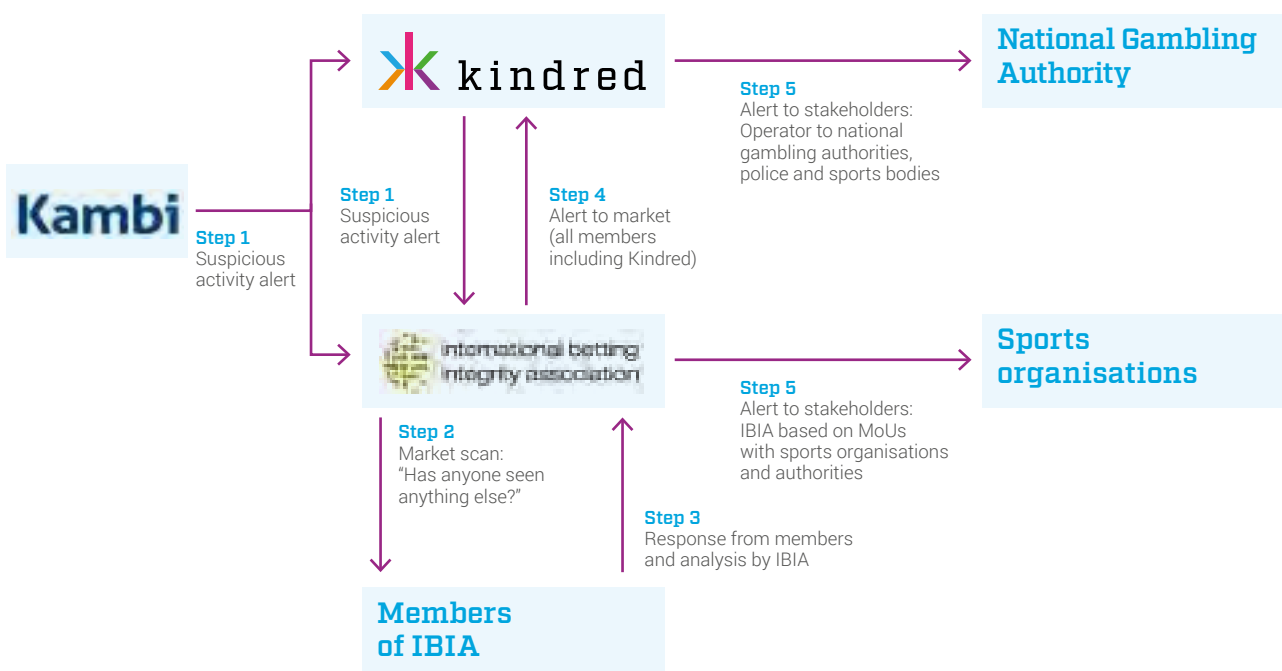 kindred
National Gambling
Authority
Step 5
Alert to stakeholders:
Operator to national
gambling authorities,
police and sports bodies
Kambi
Step 1
Suspicious
activity alert
Step 1
Suspicious
activity alert
Step 4
Alert to market
(all members
including Kindred)
international betting
integrity association
Sports
organisations
Step 5
Alert to stakeholders:
IBIA based on MoUs
with sports organisations
and authorities
Step 2
Market scan:
“Has anyone seen
anything else?”
Step 3
Response from members
and analysis by IBIA
Members
of IBIA